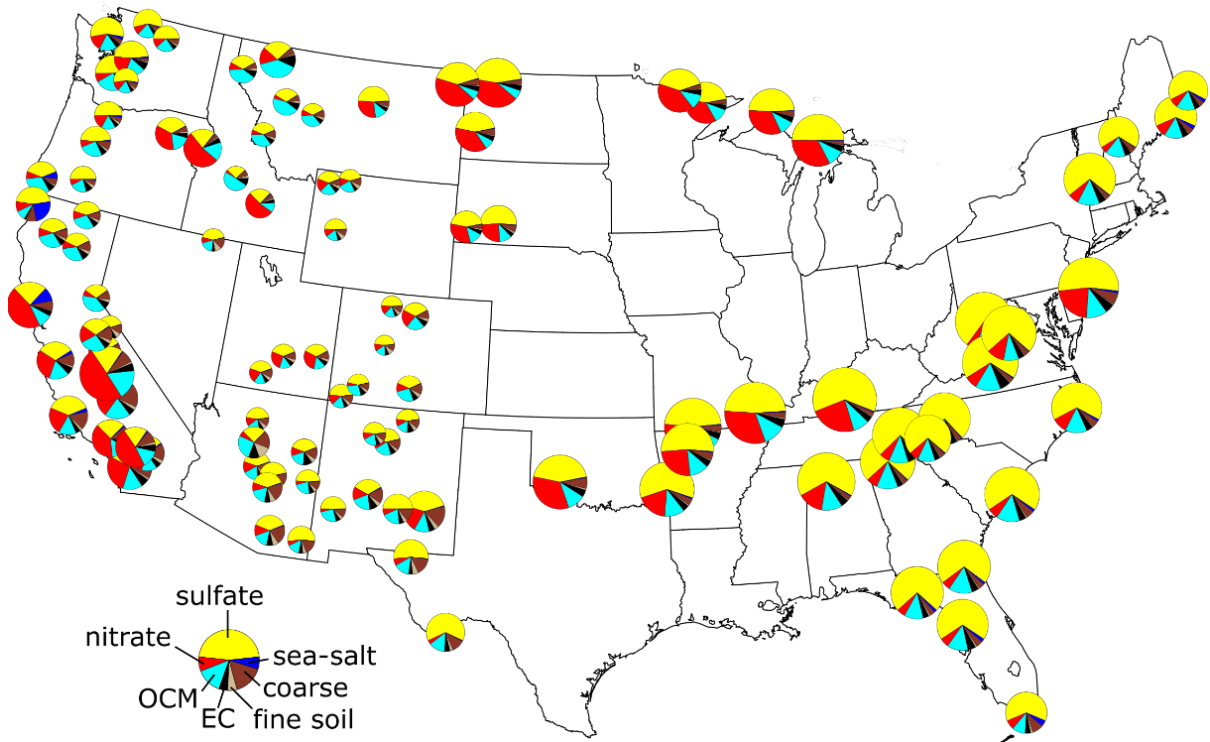 sulfate
nitrate
sea-salt
OCM
coarse
EC
fine soil